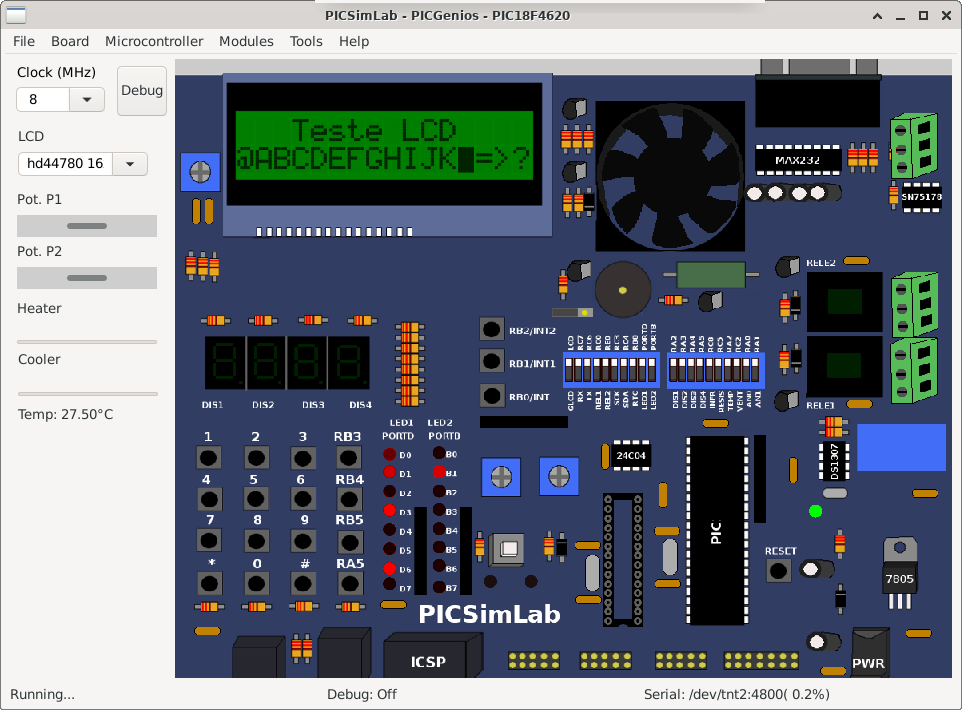 PICSimLab - PICGenios - PIC18F4620
File Board Microcontroller Modules Tools Help
Clock (MHz)
8
Debug
LCD
hd44780 16
Pot. P1
Pot. P2
Heater
Cooler
Temp: 27.50°C
Teste LCD
@ABCDEFGHIJK█==>?
MAX232
SN75178
RELE2
RELE1
RB2/INT2
RD1/INT1
RB0/INT
DIS1 DIS2 DIS3 DIS4
LED1 LED2
PORTD PORTB
D0 B0
D1 B1
D2 B2
D3 B3
D4 B4
D5 B5
D6 B6
D7 B7
1 2 3 RB3
4 5 6 RB4
7 8 9 RB5
* 0 # RA5
24C04
DS1307
PIC
RESET
7805
PICSimLab
ICSP
PWR
Running...
Debug: Off
Serial: /dev/tnt2:4800( 0.2%)